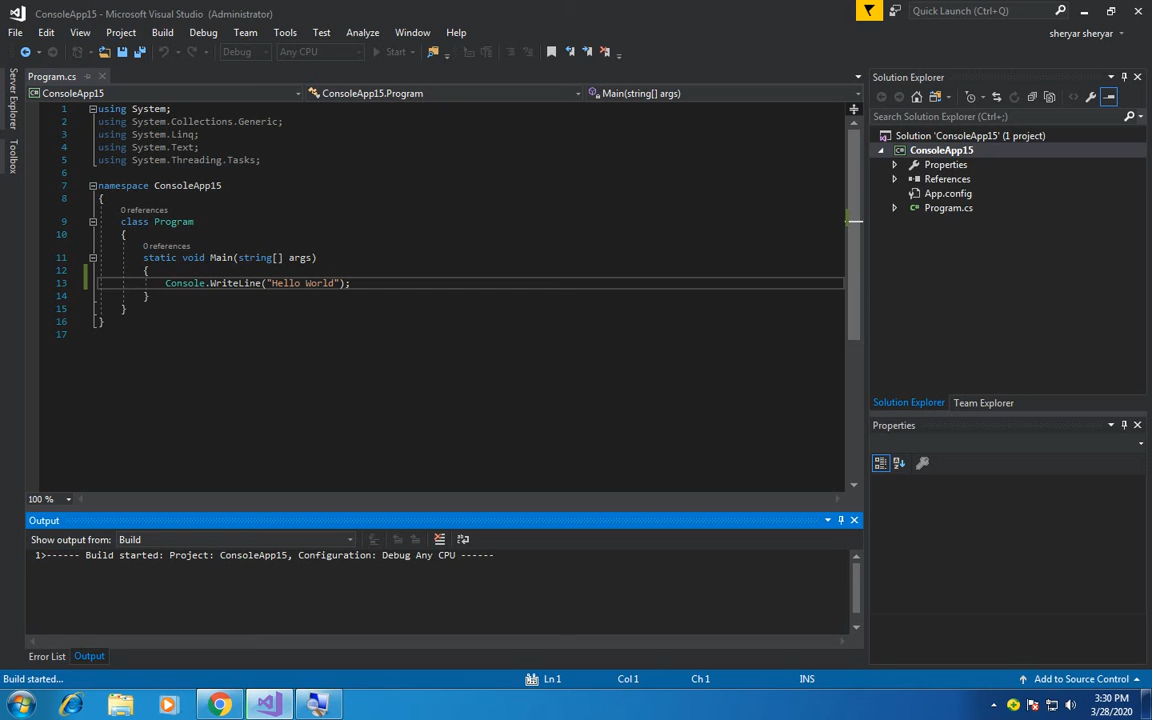 ConsoleApp15 - Microsoft Visual Studio (Administrator)
Quick Launch (Ctrl+Q)
File Edit View Project Build Debug Team Tools Test Analyze Window Help
sheryar sheryar
Debug Any CPU Start
Server Explorer
Toolbox
Program.cs
ConsoleApp15 ConsoleApp15.Program Main(string[] args)
1 using System;
2 using System.Collections.Generic;
3 using System.Linq;
4 using System.Text;
5 using System.Threading.Tasks;
6
7 namespace ConsoleApp15
8 {
0 references
9 class Program
10 {
0 references
11 static void Main(string[] args)
12 {
13 Console.WriteLine("Hello World");
14 }
15 }
16 }
17
100 %
Solution Explorer
Search Solution Explorer (Ctrl+;)
Solution 'ConsoleApp15' (1 project)
C# ConsoleApp15
Properties
References
App.config
C# Program.cs
Solution Explorer Team Explorer
Properties
Output
Show output from: Build
1>------ Build started: Project: ConsoleApp15, Configuration: Debug Any CPU ------
Error List Output
Build started... Ln 1 Col 1 Ch 1 INS Add to Source Control
3:30 PM
3/28/2020